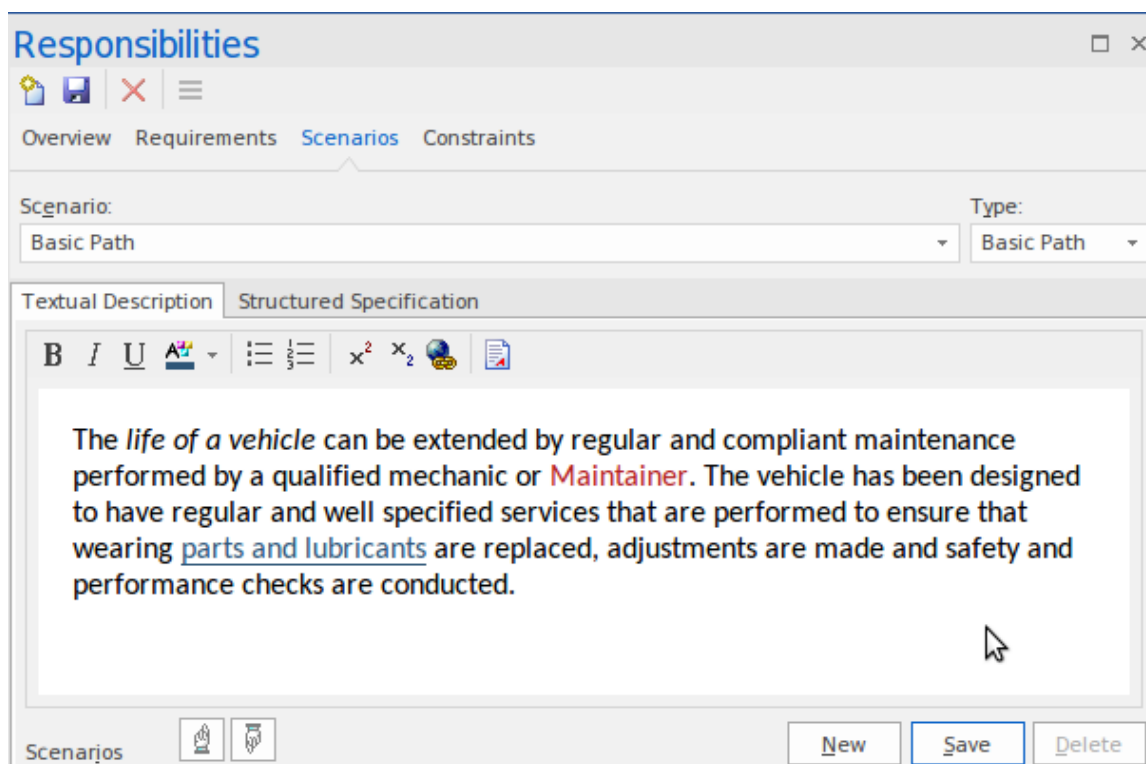 Responsibilities
Overview Requirements Scenarios Constraints
Scenario: Type:
Basic Path Basic Path
Textual Description Structured Specification
B I U A x² x₂
The life of a vehicle can be extended by regular and compliant maintenance
performed by a qualified mechanic or Maintainer. The vehicle has been designed
to have regular and well specified services that are performed to ensure that
wearing parts and lubricants are replaced, adjustments are made and safety and
performance checks are conducted.
Scenarios New Save Delete